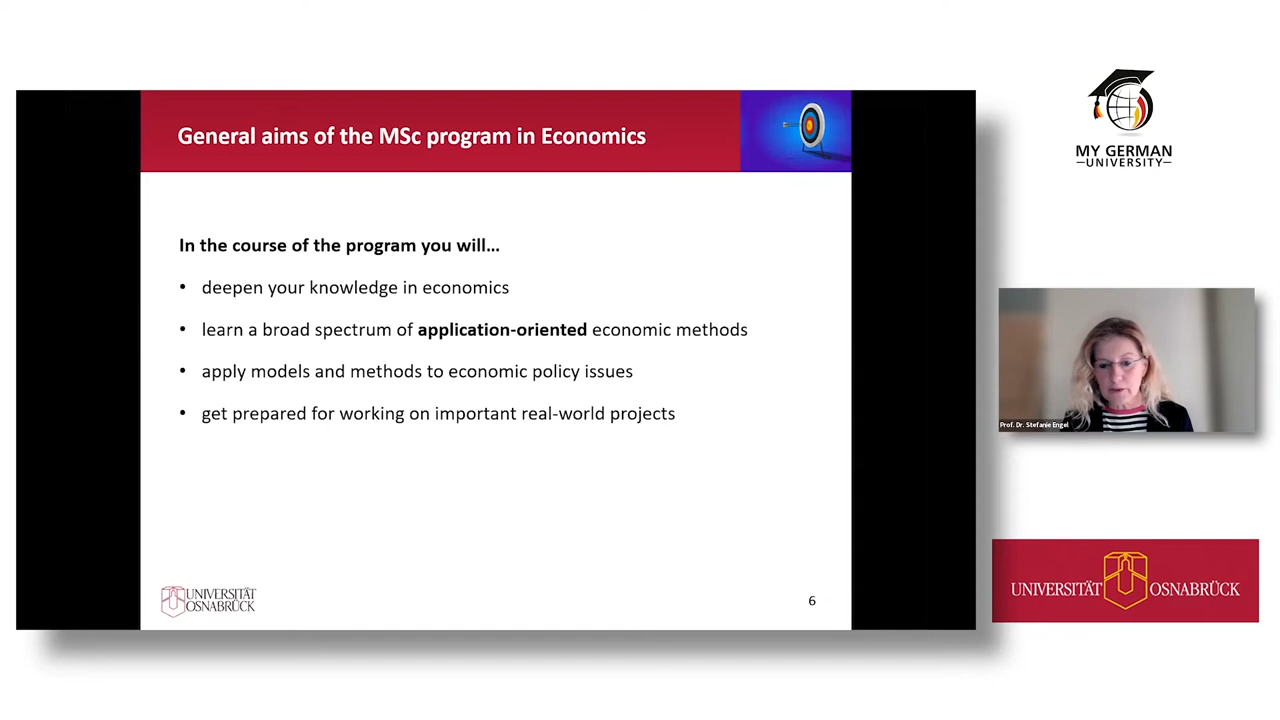 General aims of the MSc program in Economics
In the course of the program you will...
• deepen your knowledge in economics
• learn a broad spectrum of application-oriented economic methods
• apply models and methods to economic policy issues
• get prepared for working on important real-world projects
UNIVERSITÄT
OSNABRÜCK
6
MY GERMAN
UNIVERSITY
Prof. Dr. Stefanie Engel
UNIVERSITÄT OSNABRÜCK